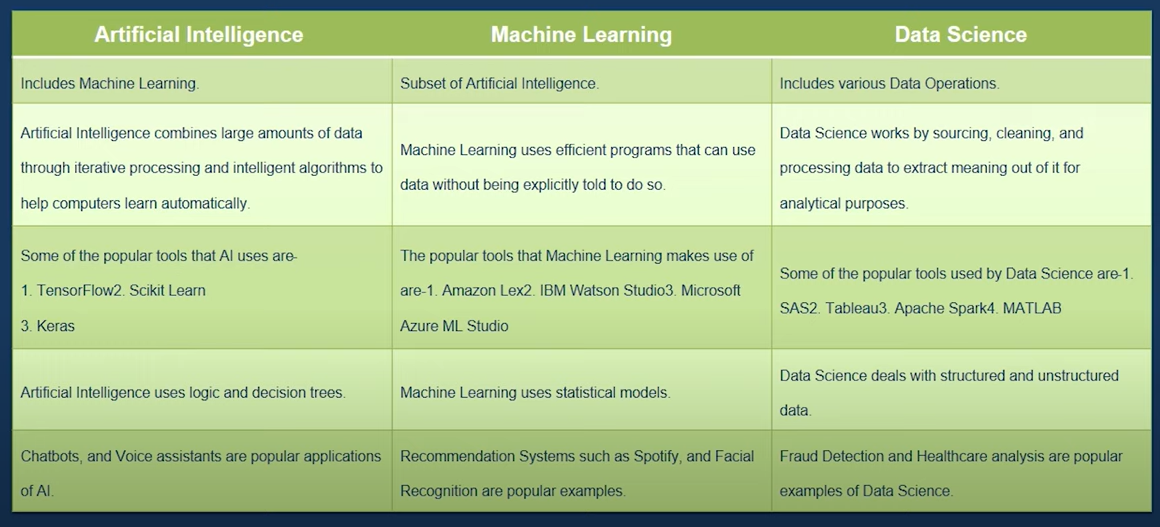 Artificial Intelligence
Machine Learning
Data Science
Includes Machine Learning.
Subset of Artificial Intelligence.
Includes various Data Operations.
Artificial Intelligence combines large amounts of data
through iterative processing and intelligent algorithms to
help computers learn automatically.
Machine Learning uses efficient programs that can use
data without being explicitly told to do so.
Data Science works by sourcing, cleaning, and
processing data to extract meaning out of it for
analytical purposes.
Some of the popular tools that AI uses are-
1. TensorFlow2. Scikit Learn
3. Keras
The popular tools that Machine Learning makes use of
are-1. Amazon Lex2. IBM Watson Studio3. Microsoft
Azure ML Studio
Some of the popular tools used by Data Science are-1.
SAS2. Tableau3. Apache Spark4. MATLAB
Artificial Intelligence uses logic and decision trees.
Machine Learning uses statistical models.
Data Science deals with structured and unstructured
data.
Chatbots, and Voice assistants are popular applications
of AI.
Recommendation Systems such as Spotify, and Facial
Recognition are popular examples.
Fraud Detection and Healthcare analysis are popular
examples of Data Science.